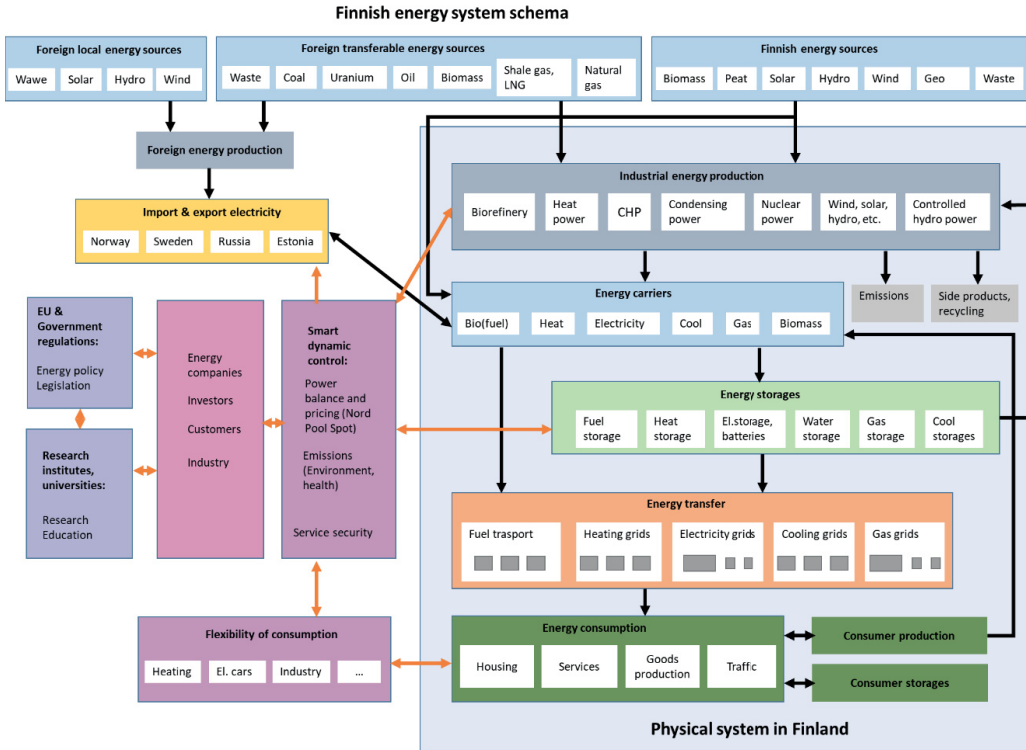 Finnish energy system schema
Foreign local energy sources
Wawe
Solar
Hydro
Wind
Foreign transferable energy sources
Waste
Coal
Uranium
Oil
Biomass
Shale gas,
LNG
Natural
gas
Finnish energy sources
Biomass
Peat
Solar
Hydro
Wind
Geo
Waste
Foreign energy production
Import & export electricity
Norway
Sweden
Russia
Estonia
Industrial energy production
Biorefinery
Heat
power
CHP
Condensing
power
Nuclear
power
Wind, solar,
hydro, etc.
Controlled
hydro power
Emissions
Side products,
recycling
Energy carriers
Bio(fuel)
Heat
Electricity
Cool
Gas
Biomass
EU &
Government
regulations:
Energy policy
Legislation
Research
institutes,
universities:
Research
Education
Energy
companies
Investors
Customers
Industry
Smart
dynamic
control:
Power
balance and
pricing (Nord
Pool Spot)
Emissions
(Environment,
health)
Service security
Energy storages
Fuel
storage
Heat
storage
El.storage,
batteries
Water
storage
Gas
storage
Cool
storages
Energy transfer
Fuel trasport
Heating grids
Electricity grids
Cooling grids
Gas grids
Flexibility of consumption
Heating
El. cars
Industry
...
Energy consumption
Housing
Services
Goods
production
Traffic
Consumer production
Consumer storages
Physical system in Finland